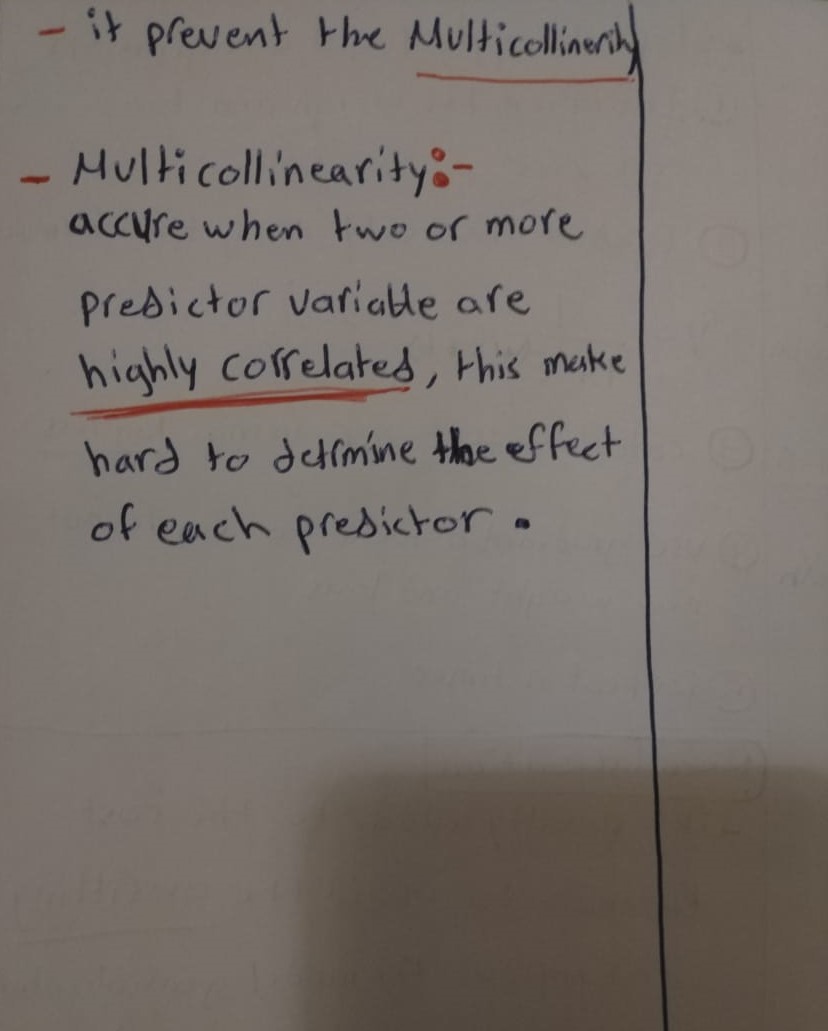 - it prevent the Multicollinerity
- Multicollinearity:-
accure when two or more
predictor variable are
highly correlated, this make
hard to detrmine the effect
of each predictor.